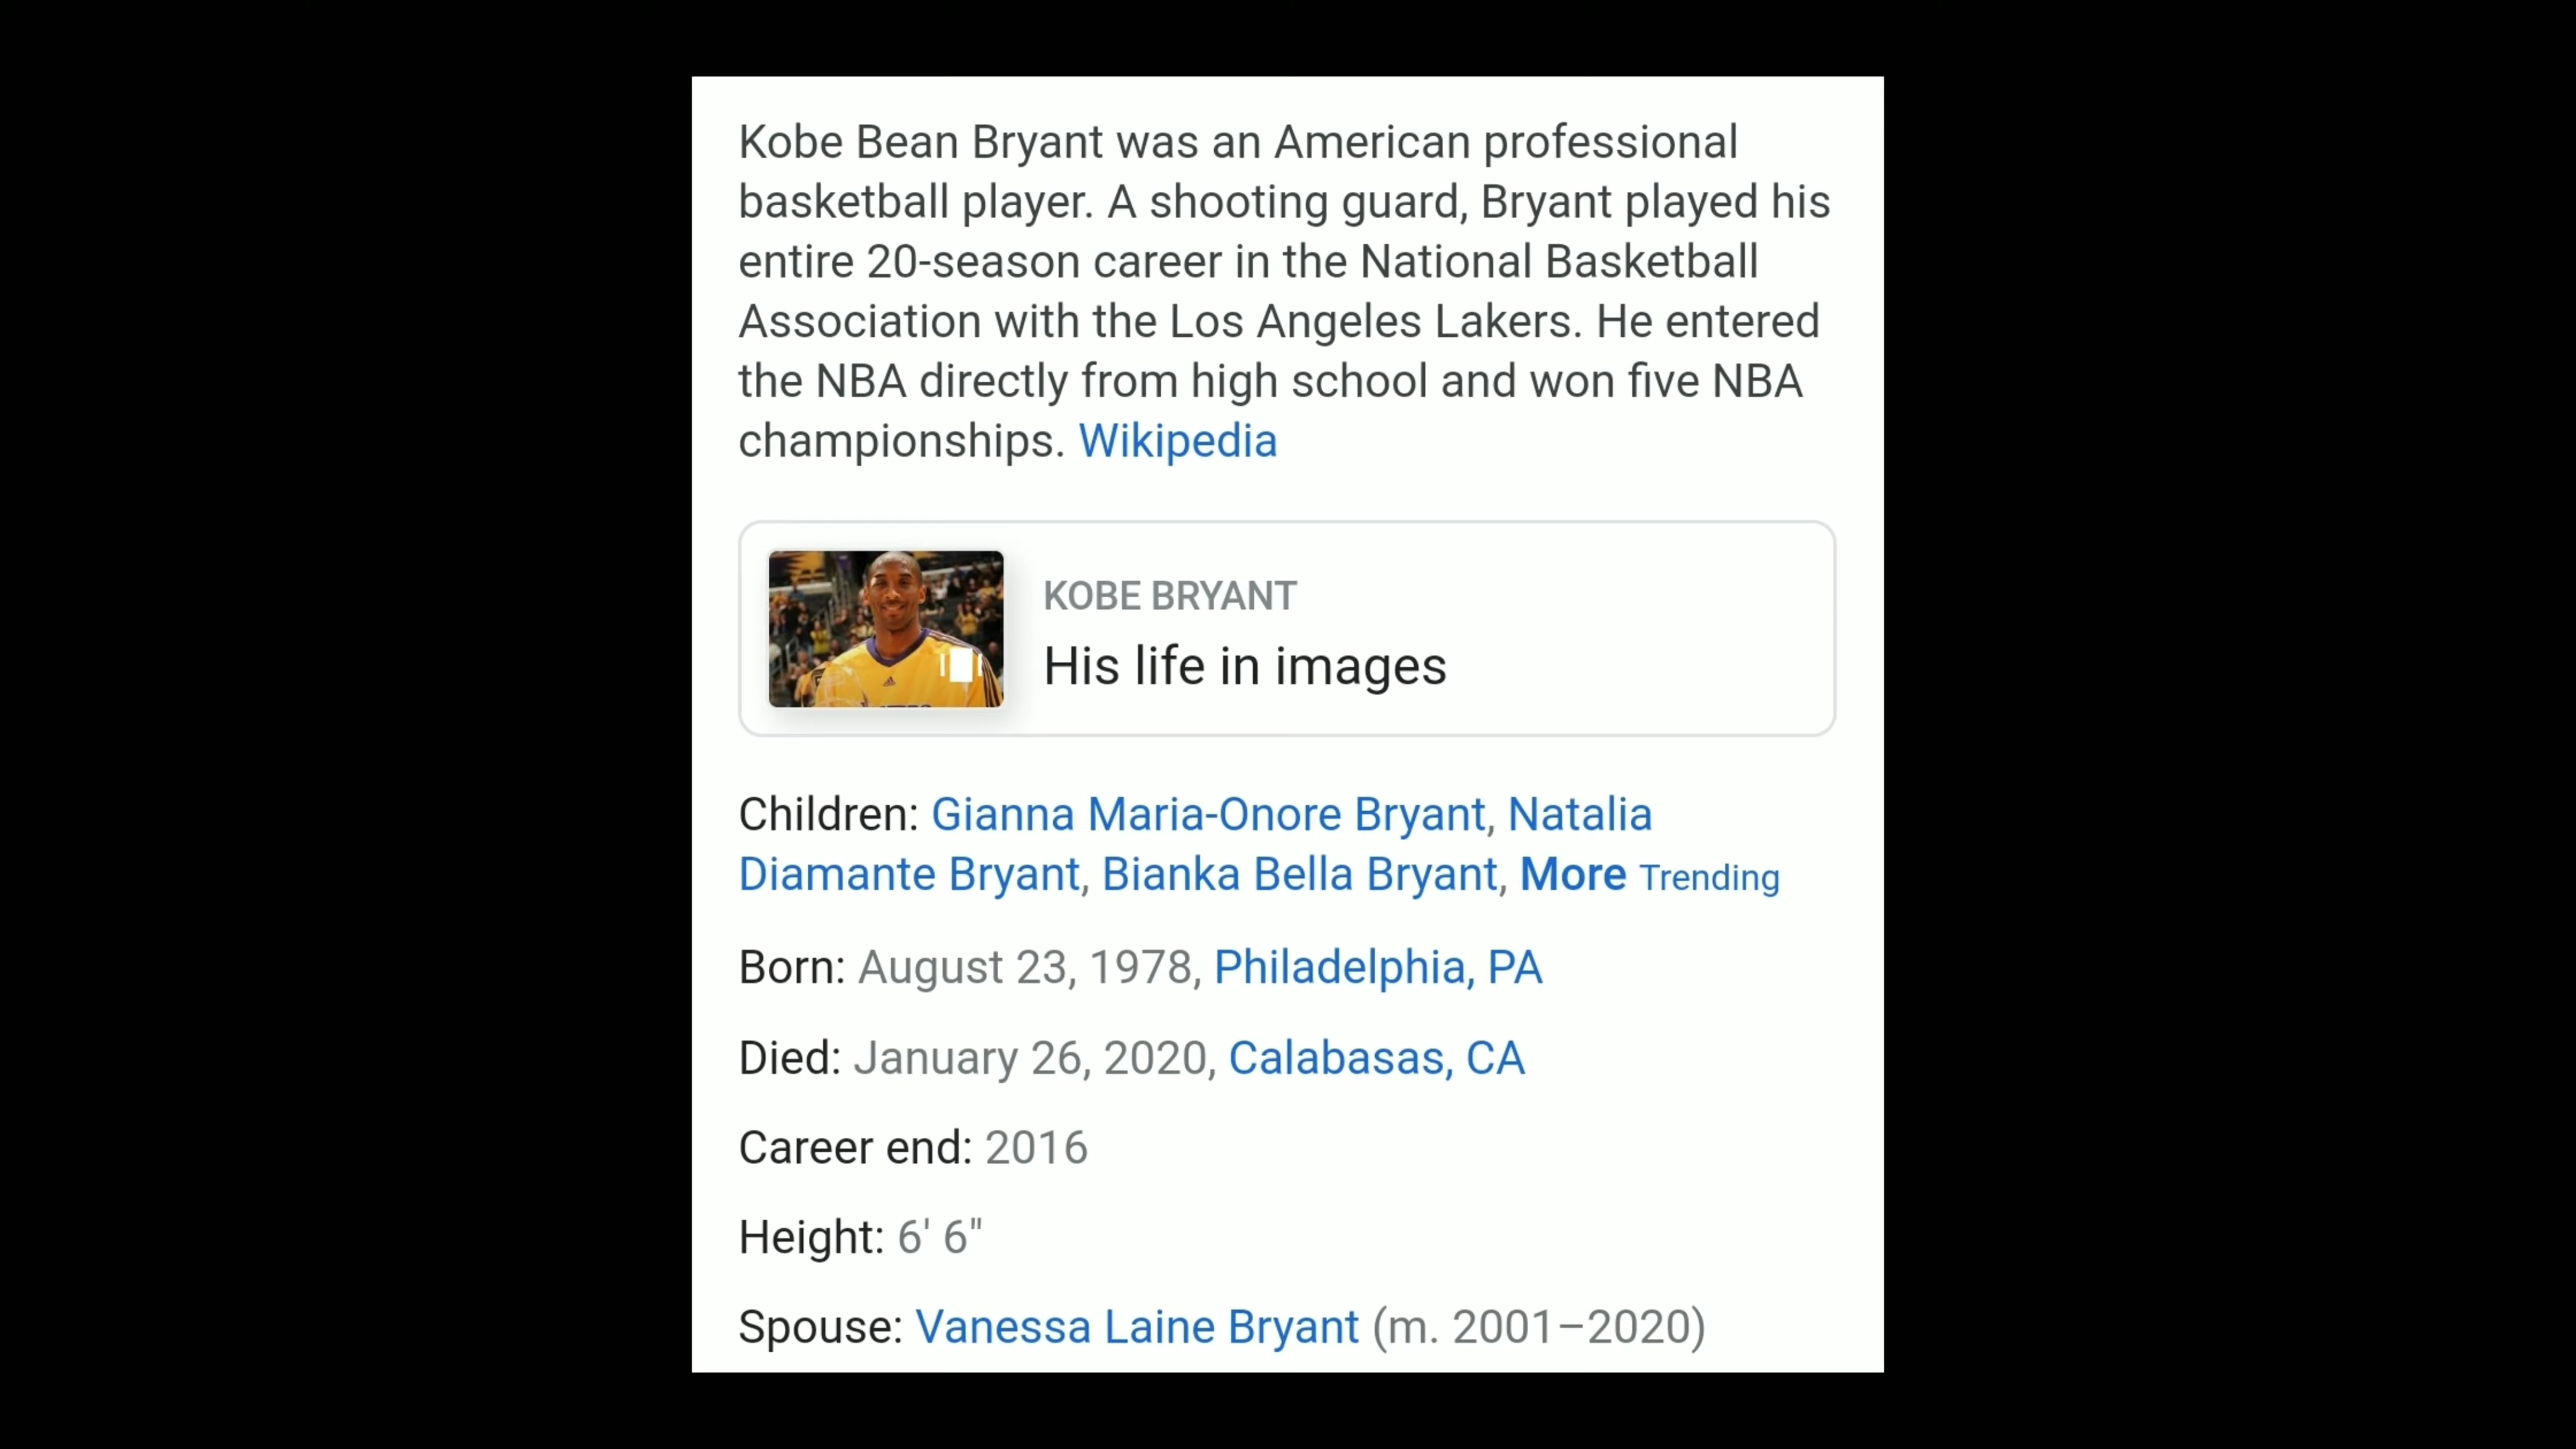 Kobe Bean Bryant was an American professional
basketball player. A shooting guard, Bryant played his
entire 20-season career in the National Basketball
Association with the Los Angeles Lakers. He entered
the NBA directly from high school and won five NBA
championships. Wikipedia
KOBE BRYANT
His life in images
Children: Gianna Maria-Onore Bryant, Natalia
Diamante Bryant, Bianka Bella Bryant, More Trending
Born: August 23, 1978, Philadelphia, PA
Died: January 26, 2020, Calabasas, CA
Career end: 2016
Height: 6' 6"
Spouse: Vanessa Laine Bryant (m. 2001–2020)